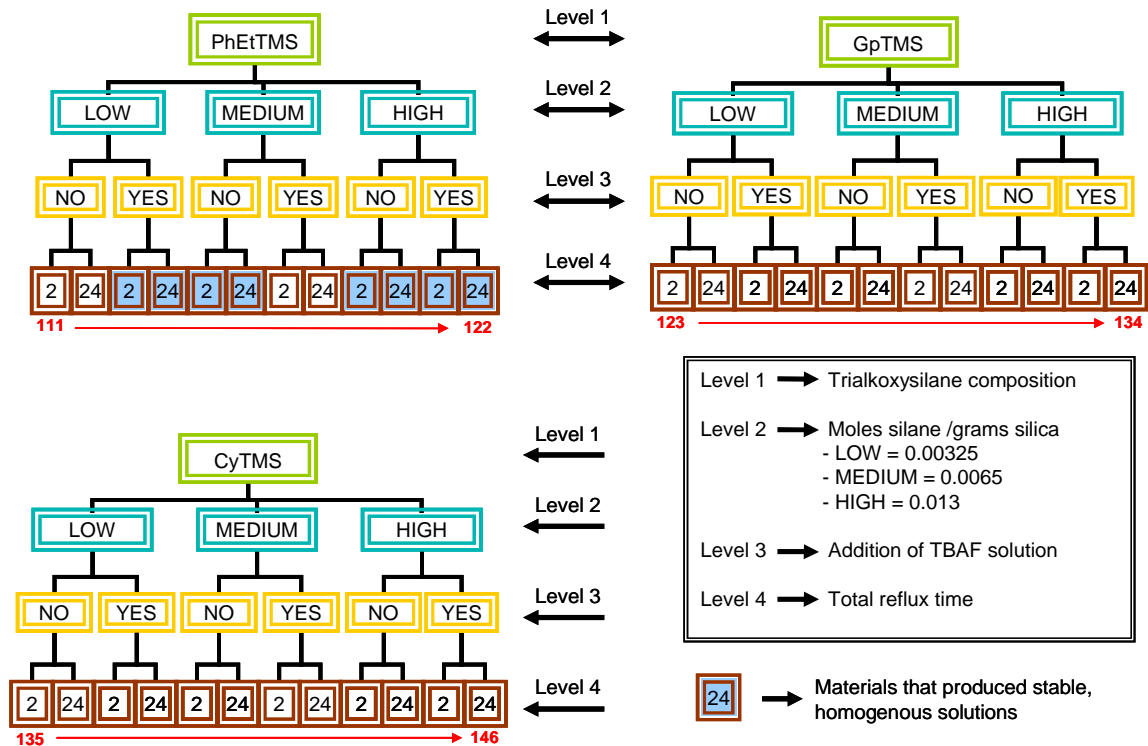 PhEtTMS
Level 1
GpTMS
LOW MEDIUM HIGH
Level 2
LOW MEDIUM HIGH
NO YES NO YES NO YES
Level 3
NO YES NO YES NO YES
2 24 2 24 2 24 2 24 2 24 2 24
Level 4
2 24 2 24 2 24 2 24 2 24 2 24
111 122
123 134
Level 1 Trialkoxysilane composition
Level 2 Moles silane /grams silica
- LOW = 0.00325
- MEDIUM = 0.0065
- HIGH = 0.013
Level 3 Addition of TBAF solution
Level 4 Total reflux time
CyTMS
Level 1
LOW MEDIUM HIGH
Level 2
NO YES NO YES NO YES
Level 3
2 24 2 24 2 24 2 24 2 24 2 24
Level 4
135 146
24 Materials that produced stable,
homogenous solutions